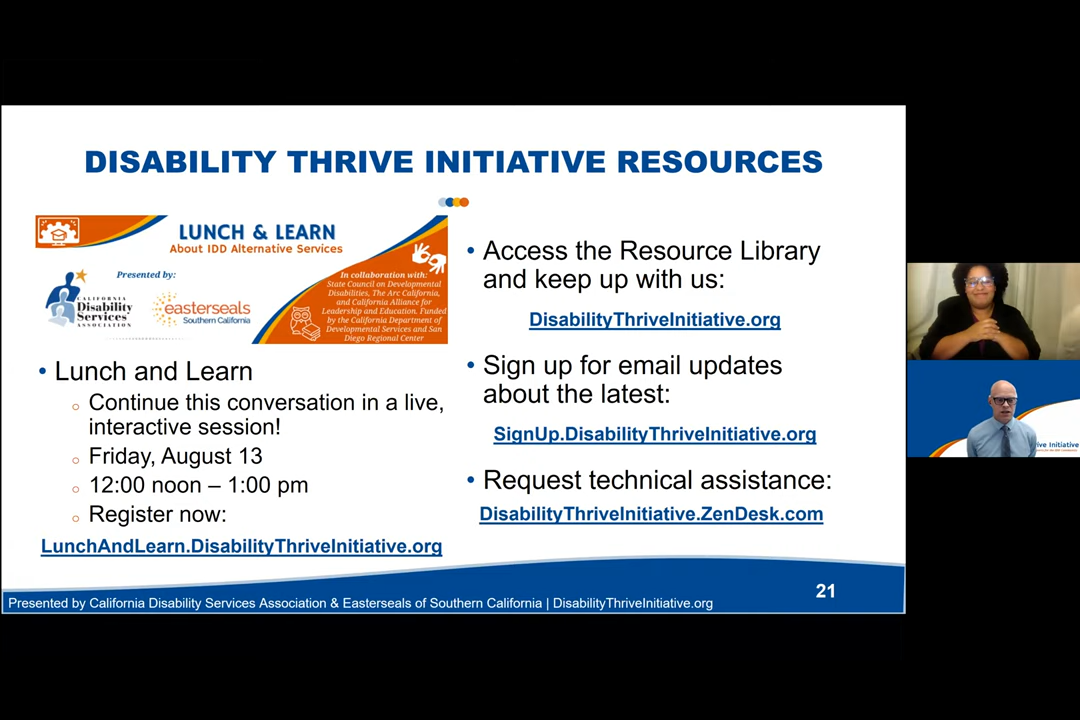 DISABILITY THRIVE INITIATIVE RESOURCES
LUNCH & LEARN
About IDD Alternative Services
Presented by:
CALIFORNIA
Disability
Services
ASSOCIATION
easterseals
Southern California
In collaboration with:
State Council on Developmental
Disabilities, The Arc California,
and California Alliance for
Leadership and Education. Funded
by the California Department of
Developmental Services and San
Diego Regional Center
• Lunch and Learn
○ Continue this conversation in a live,
interactive session!
○ Friday, August 13
○ 12:00 noon – 1:00 pm
○ Register now:
LunchAndLearn.DisabilityThriveInitiative.org
• Access the Resource Library
and keep up with us:
DisabilityThriveInitiative.org
• Sign up for email updates
about the latest:
SignUp.DisabilityThriveInitiative.org
• Request technical assistance:
DisabilityThriveInitiative.ZenDesk.com
Presented by California Disability Services Association & Easterseals of Southern California | DisabilityThriveInitiative.org
21
Initiative